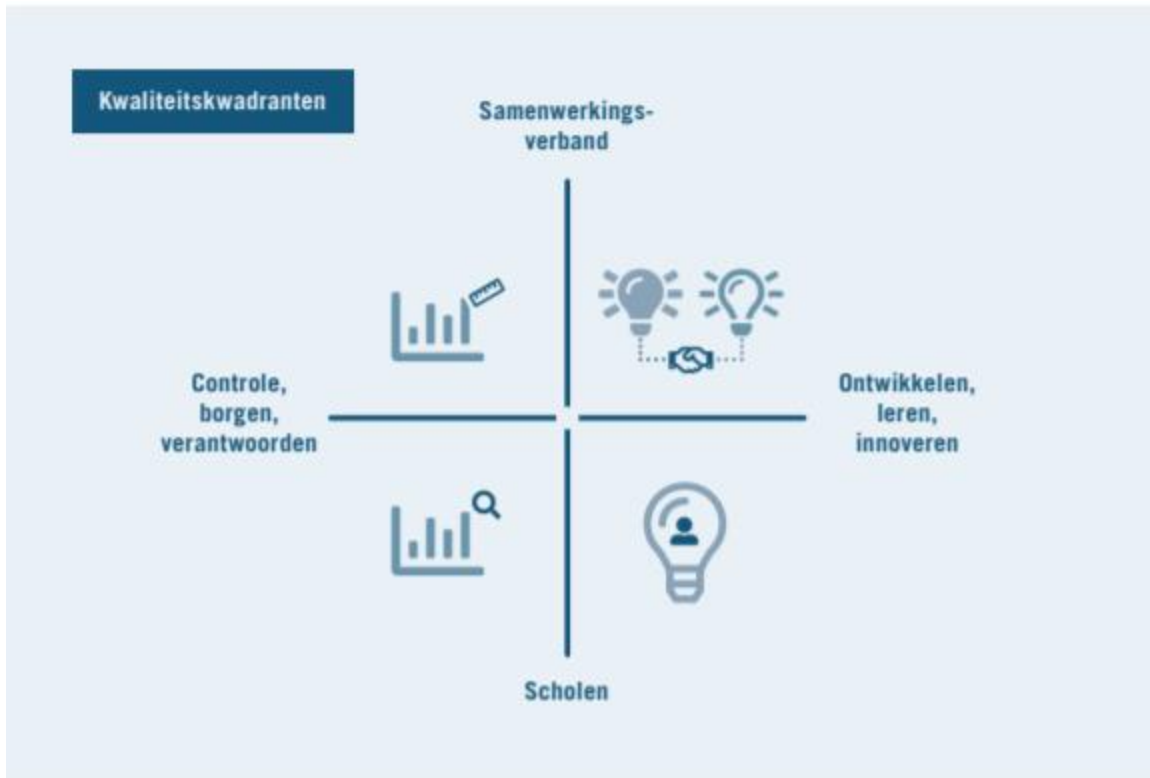 Kwaliteitskwadranten
Samenwerkings-
verband
Controle,
borgen,
verantwoorden
Ontwikkelen,
leren,
innoveren
Scholen